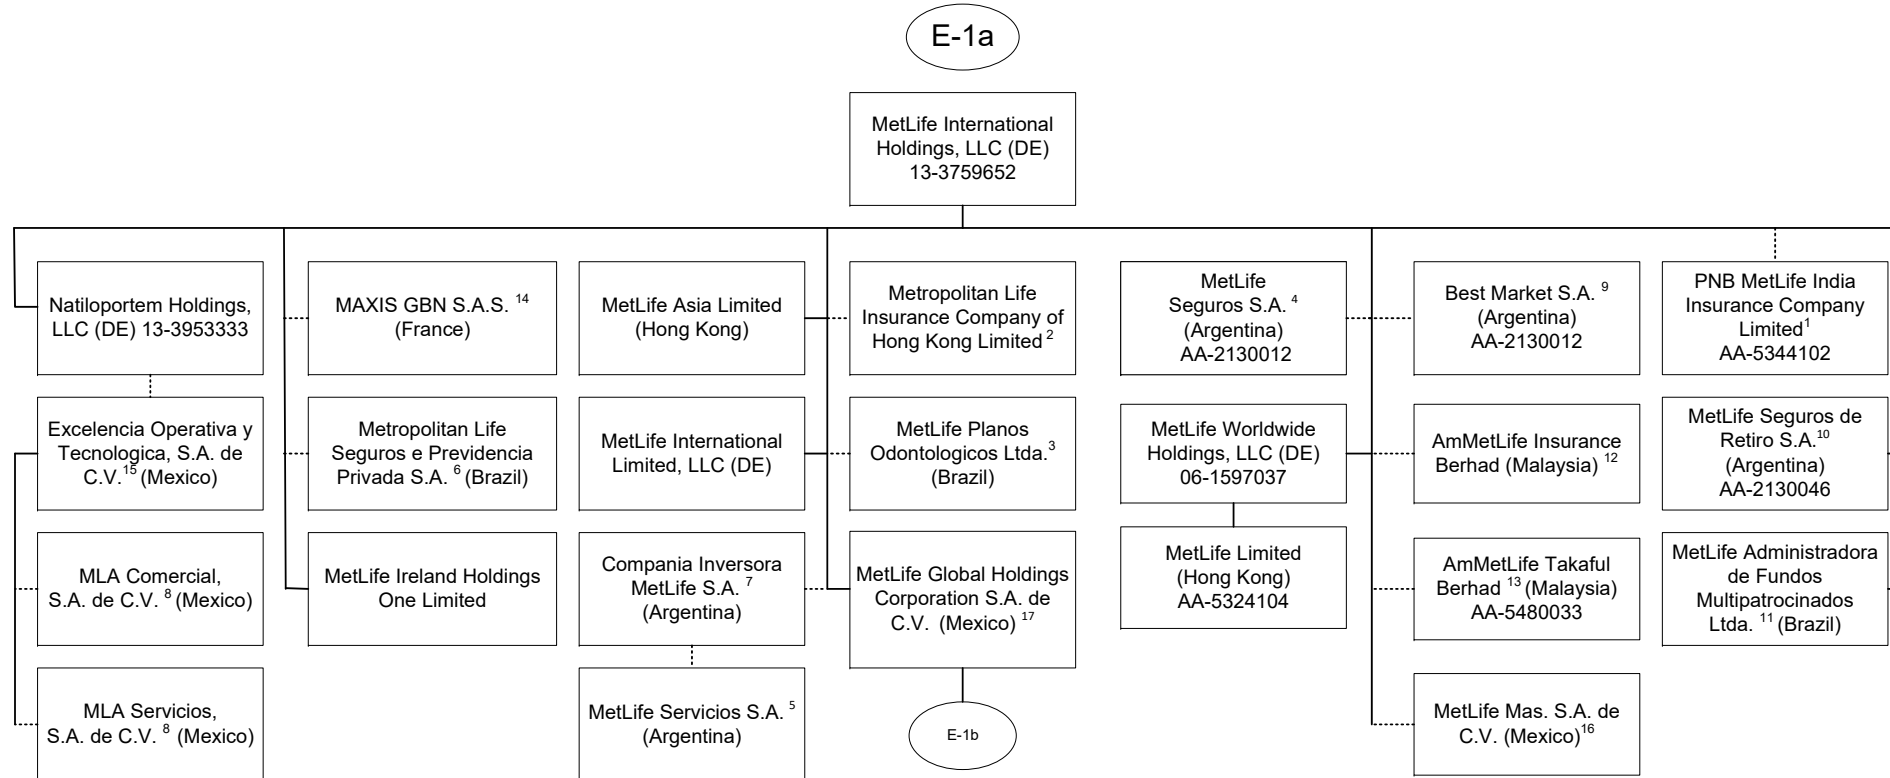 E-1a
MetLife International
Holdings, LLC (DE)
13-3759652
Natiloportem Holdings,
LLC (DE) 13-3953333
MAXIS GBN S.A.S. 14
(France)
MetLife Asia Limited
(Hong Kong)
Metropolitan Life
Insurance Company of
Hong Kong Limited 2
MetLife
Seguros S.A. 4
(Argentina)
AA-2130012
Best Market S.A. 9
(Argentina)
AA-2130012
PNB MetLife India
Insurance Company
Limited1
AA-5344102
Excelencia Operativa y
Tecnologica, S.A. de
C.V.15 (Mexico)
Metropolitan Life
Seguros e Previdencia
Privada S.A. 6 (Brazil)
MetLife International
Limited, LLC (DE)
MetLife Planos
Odontologicos Ltda.3
(Brazil)
MetLife Worldwide
Holdings, LLC (DE)
06-1597037
AmMetLife Insurance
Berhad (Malaysia) 12
MetLife Seguros de
Retiro S.A.10
(Argentina)
AA-2130046
MLA Comercial,
S.A. de C.V. 8 (Mexico)
MetLife Ireland Holdings
One Limited
Compania Inversora
MetLife S.A. 7
(Argentina)
MetLife Global Holdings
Corporation S.A. de
C.V. (Mexico) 17
MetLife Limited
(Hong Kong)
AA-5324104
AmMetLife Takaful
Berhad 13 (Malaysia)
AA-5480033
MetLife Administradora
de Fundos
Multipatrocinados
Ltda. 11 (Brazil)
MLA Servicios,
S.A. de C.V. 8 (Mexico)
MetLife Servicios S.A. 5
(Argentina)
E-1b
MetLife Mas. S.A. de
C.V. (Mexico)16